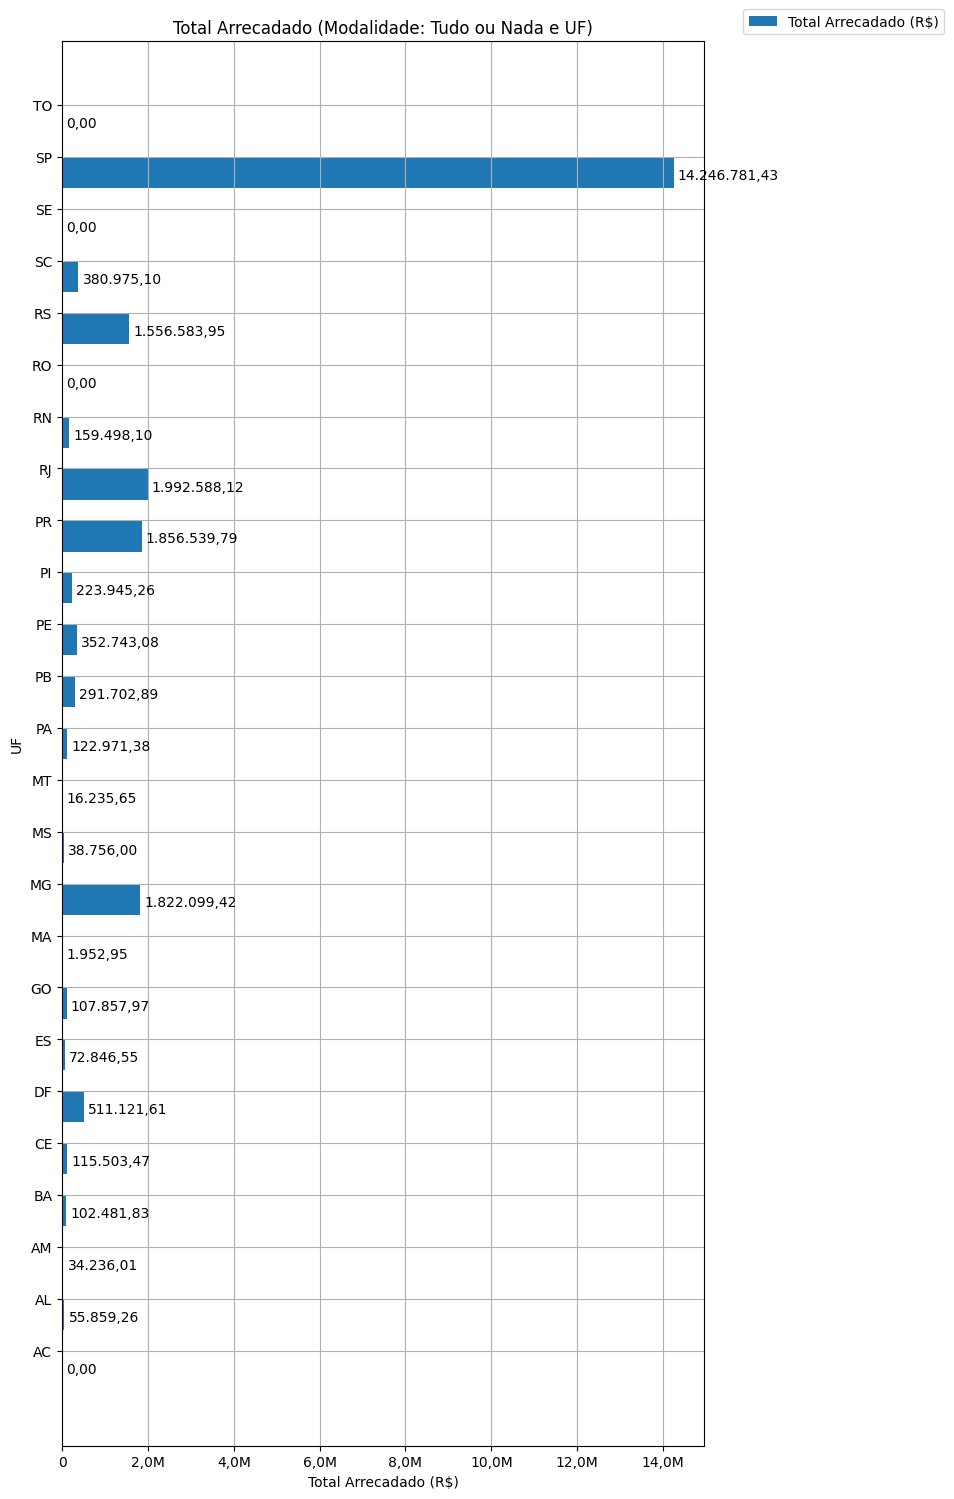 Total Arrecadado (Modalidade: Tudo ou Nada e UF)
Total Arrecadado (R$)
TO
0,00
SP
14.246.781,43
SE
0,00
SC
380.975,10
RS
1.556.583,95
RO
0,00
RN
159.498,10
RJ
1.992.588,12
PR
1.856.539,79
PI
223.945,26
PE
352.743,08
PB
291.702,89
PA
122.971,38
MT
16.235,65
MS
38.756,00
MG
1.822.099,42
MA
1.952,95
GO
107.857,97
ES
72.846,55
DF
511.121,61
CE
115.503,47
BA
102.481,83
AM
34.236,01
AL
55.859,26
AC
0,00
UF
0 2,0M 4,0M 6,0M 8,0M 10,0M 12,0M 14,0M
Total Arrecadado (R$)